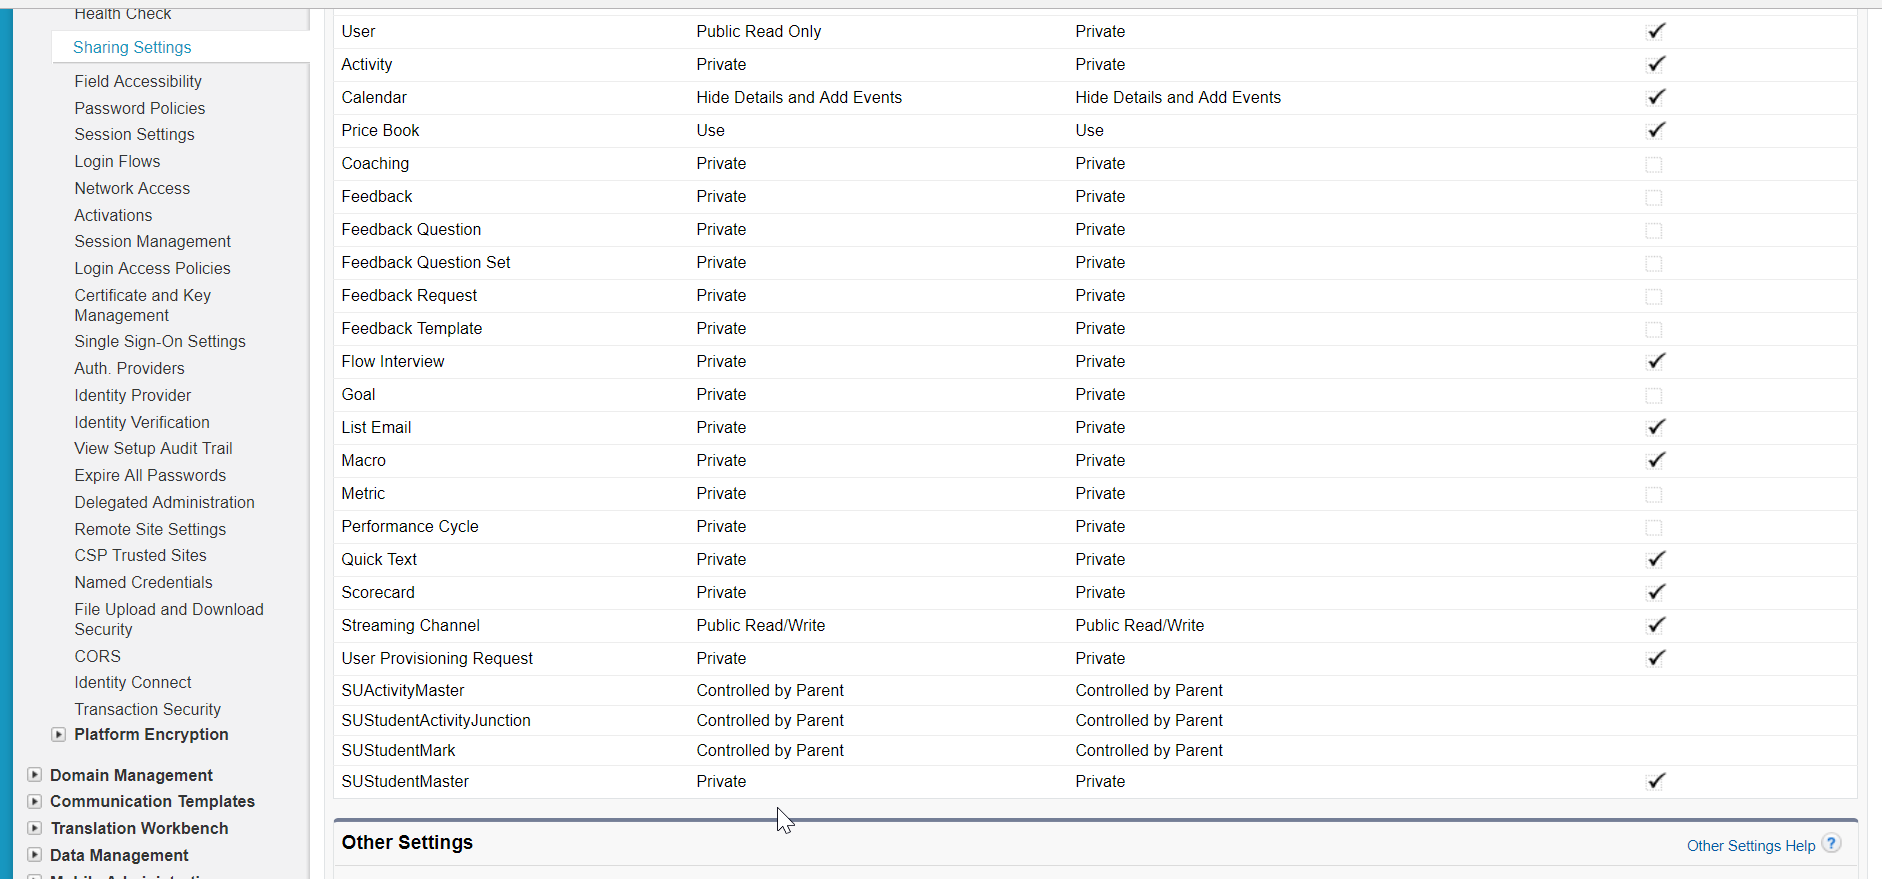 Health Check
Sharing Settings
Field Accessibility
Password Policies
Session Settings
Login Flows
Network Access
Activations
Session Management
Login Access Policies
Certificate and Key
Management
Single Sign-On Settings
Auth. Providers
Identity Provider
Identity Verification
View Setup Audit Trail
Expire All Passwords
Delegated Administration
Remote Site Settings
CSP Trusted Sites
Named Credentials
File Upload and Download
Security
CORS
Identity Connect
Transaction Security
Platform Encryption
Domain Management
Communication Templates
Translation Workbench
Data Management
User Public Read Only Private
Activity Private Private
Calendar Hide Details and Add Events Hide Details and Add Events
Price Book Use Use
Coaching Private Private
Feedback Private Private
Feedback Question Private Private
Feedback Question Set Private Private
Feedback Request Private Private
Feedback Template Private Private
Flow Interview Private Private
Goal Private Private
List Email Private Private
Macro Private Private
Metric Private Private
Performance Cycle Private Private
Quick Text Private Private
Scorecard Private Private
Streaming Channel Public Read/Write Public Read/Write
User Provisioning Request Private Private
SUActivityMaster Controlled by Parent Controlled by Parent
SUStudentActivityJunction Controlled by Parent Controlled by Parent
SUStudentMark Controlled by Parent Controlled by Parent
SUStudentMaster Private Private
Other Settings
Other Settings Help ?